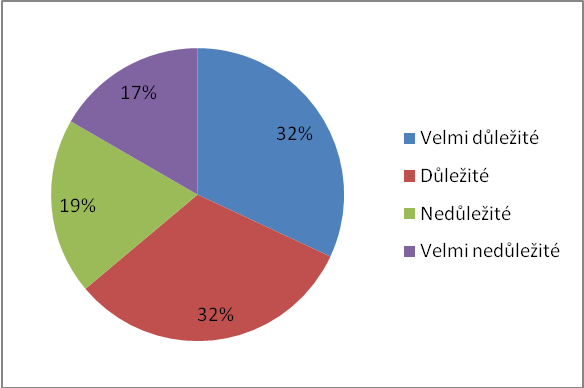 17%
32%
19%
32%
Velmi důležité
Důležité
Nedůležité
Velmi nedůležité